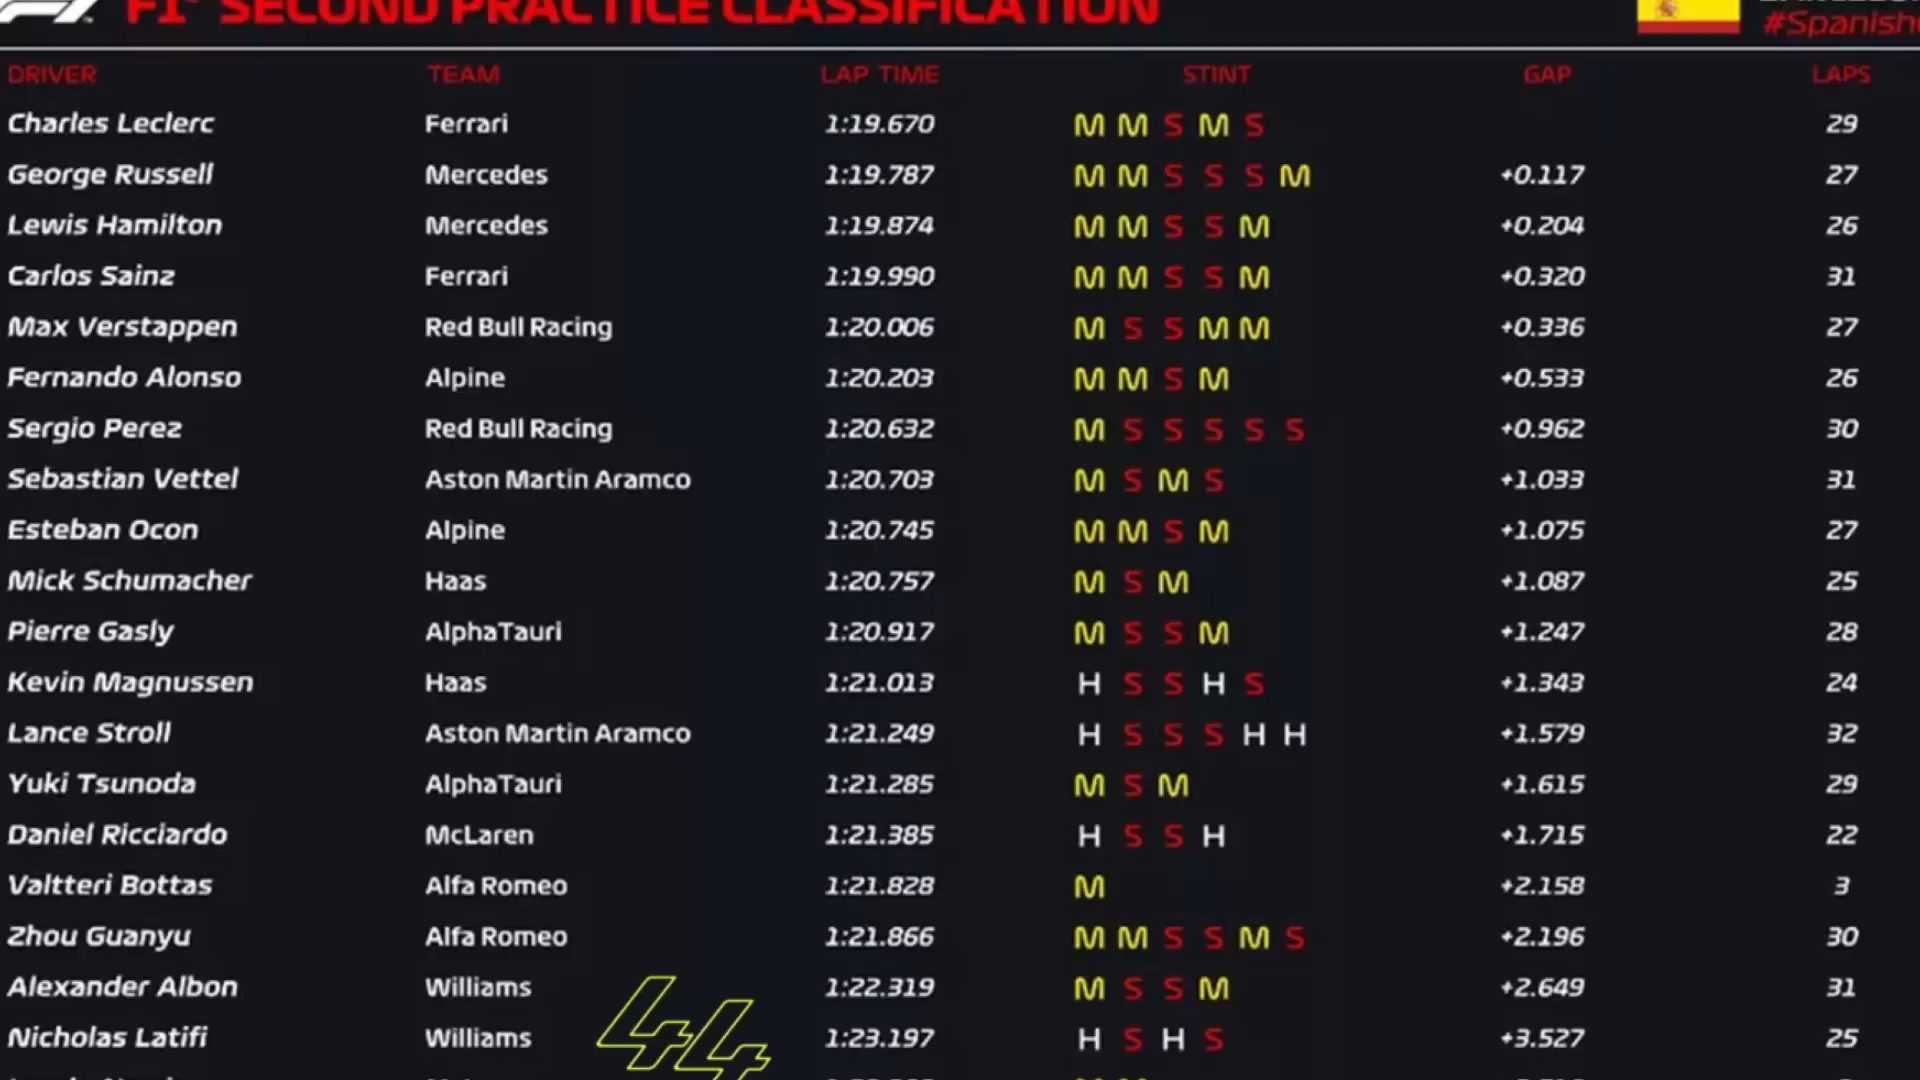 F1 SECOND PRACTICE CLASSIFICATION
DRIVER TEAM LAP TIME STINT GAP LAPS
Charles Leclerc Ferrari 1:19.670 M M S M S 29
George Russell Mercedes 1:19.787 M M S S S M +0.117 27
Lewis Hamilton Mercedes 1:19.874 M M S S M +0.204 26
Carlos Sainz Ferrari 1:19.990 M M S S M +0.320 31
Max Verstappen Red Bull Racing 1:20.006 M S S M M +0.336 27
Fernando Alonso Alpine 1:20.203 M M S M +0.533 26
Sergio Perez Red Bull Racing 1:20.632 M S S S S S +0.962 30
Sebastian Vettel Aston Martin Aramco 1:20.703 M S M S +1.033 31
Esteban Ocon Alpine 1:20.745 M M S M +1.075 27
Mick Schumacher Haas 1:20.757 M S M +1.087 25
Pierre Gasly AlphaTauri 1:20.917 M S S M +1.247 28
Kevin Magnussen Haas 1:21.013 H S S H S +1.343 24
Lance Stroll Aston Martin Aramco 1:21.249 H S S S H H +1.579 32
Yuki Tsunoda AlphaTauri 1:21.285 M S M +1.615 29
Daniel Ricciardo McLaren 1:21.385 H S S H +1.715 22
Valtteri Bottas Alfa Romeo 1:21.828 M +2.158 3
Zhou Guanyu Alfa Romeo 1:21.866 M M S S M S +2.196 30
Alexander Albon Williams 1:22.319 M S S M +2.649 31
Nicholas Latifi Williams 1:23.197 H S H S +3.527 25
44